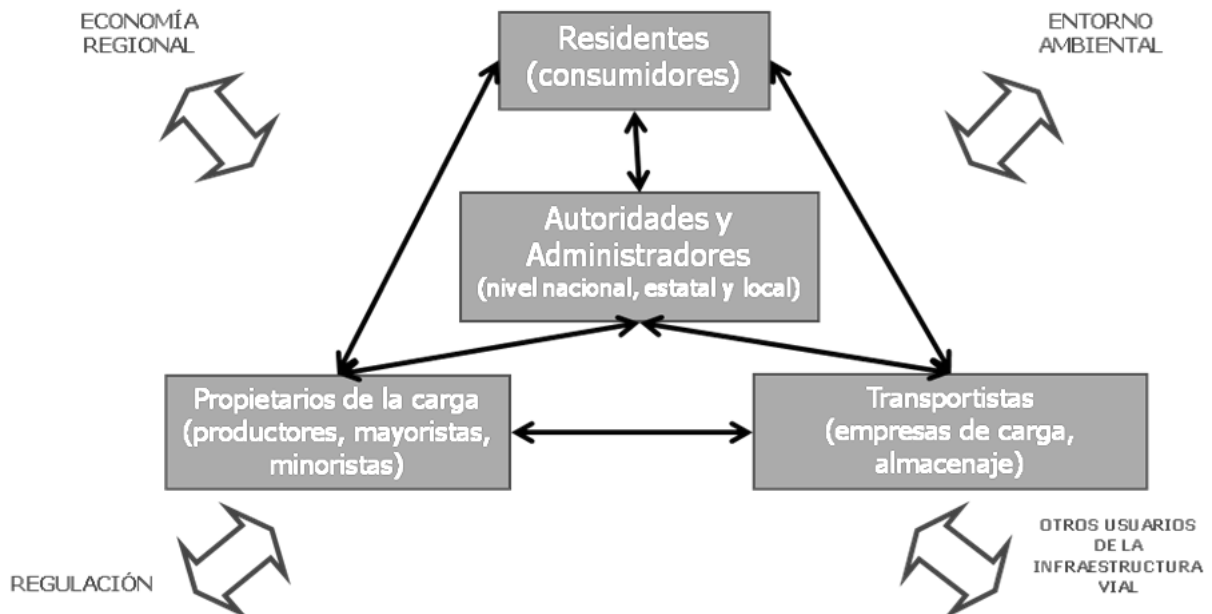 ECONOMÍA
REGIONAL
Residentes
(consumidores)
ENTORNO
AMBIENTAL
Autoridades y
Administradores
(nivel nacional, estatal y local)
Propietarios de la carga
(productores, mayoristas,
minoristas)
Transportistas
(empresas de carga,
almacenaje)
REGULACIÓN
OTROS USUARIOS
DE LA
INFRAESTRUCTURA
VIAL